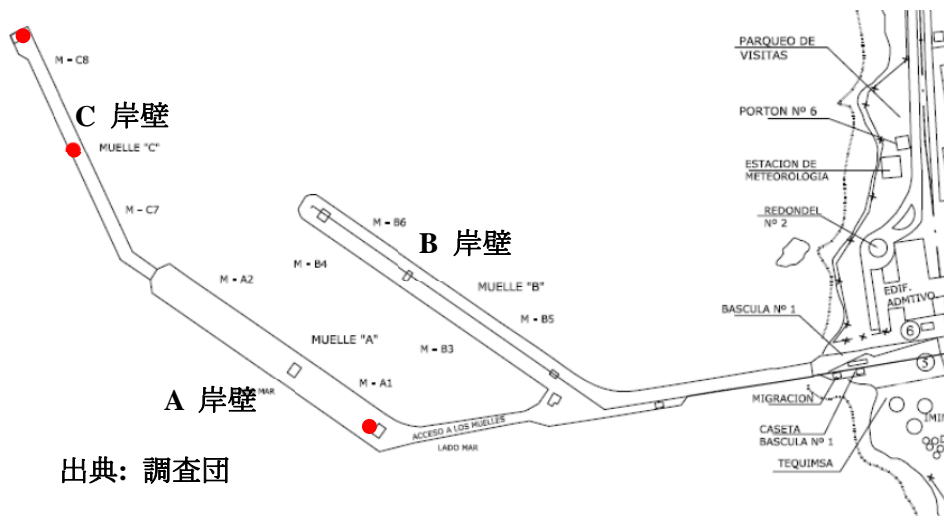 PARQUEO DE
VISITAS
M - C8
C 岸壁
PORTON Nº 6
MUELLE "C"
ESTACION DE
METEOROLOGIA
M - C7
REDONDEL
Nº 2
M - B6
B 岸壁
M - B4
M - A2
MUELLE "B"
EDIF.
ADMTIVO
BASCULA Nº 1
M - B5
6
MUELLE "A"
M - B3
3
M - A1
A 岸壁
MAR
MIGRACION
ACCESO A LOS MUELLES
LADO MAR
CASETA
BASCULA Nº 1
TEQUIMSA
出典: 調査団